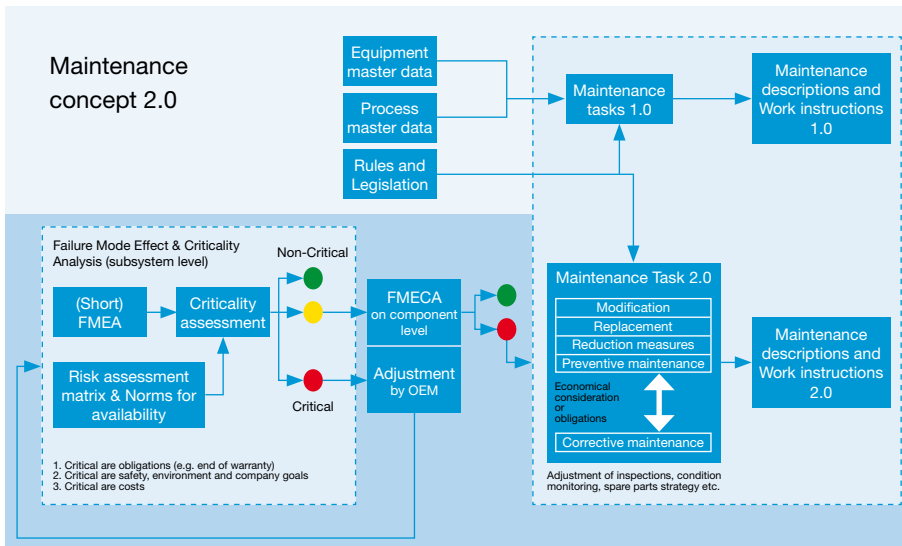 Maintenance
concept 2.0
Equipment
master data
Process
master data
Rules and
Legislation
Maintenance
tasks 1.0
Maintenance
descriptions and
Work instructions
1.0
Failure Mode Effect & Criticality
Analysis (subsystem level)
Non-Critical
(Short)
FMEA
Criticality
assessment
Risk assessment
matrix & Norms for
availability
Critical
1. Critical are obligations (e.g. end of warranty)
2. Critical are safety, environment and company goals
3. Critical are costs
FMECA
on component
level
Adjustment
by OEM
Maintenance Task 2.0
Modification
Replacement
Reduction measures
Preventive maintenance
Economical
consideration
or
obligations
Corrective maintenance
Adjustment of inspections, condition
monitoring, spare parts strategy etc.
Maintenance
descriptions and
Work instructions
2.0